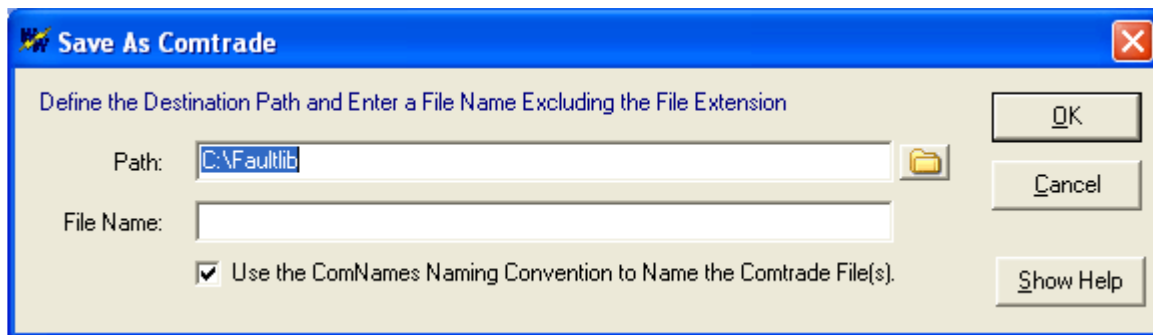 Save As Comtrade
Define the Destination Path and Enter a File Name Excluding the File Extension
OK
Path: C:\Faultlib
Cancel
File Name:
Use the ComNames Naming Convention to Name the Comtrade File(s).
Show Help